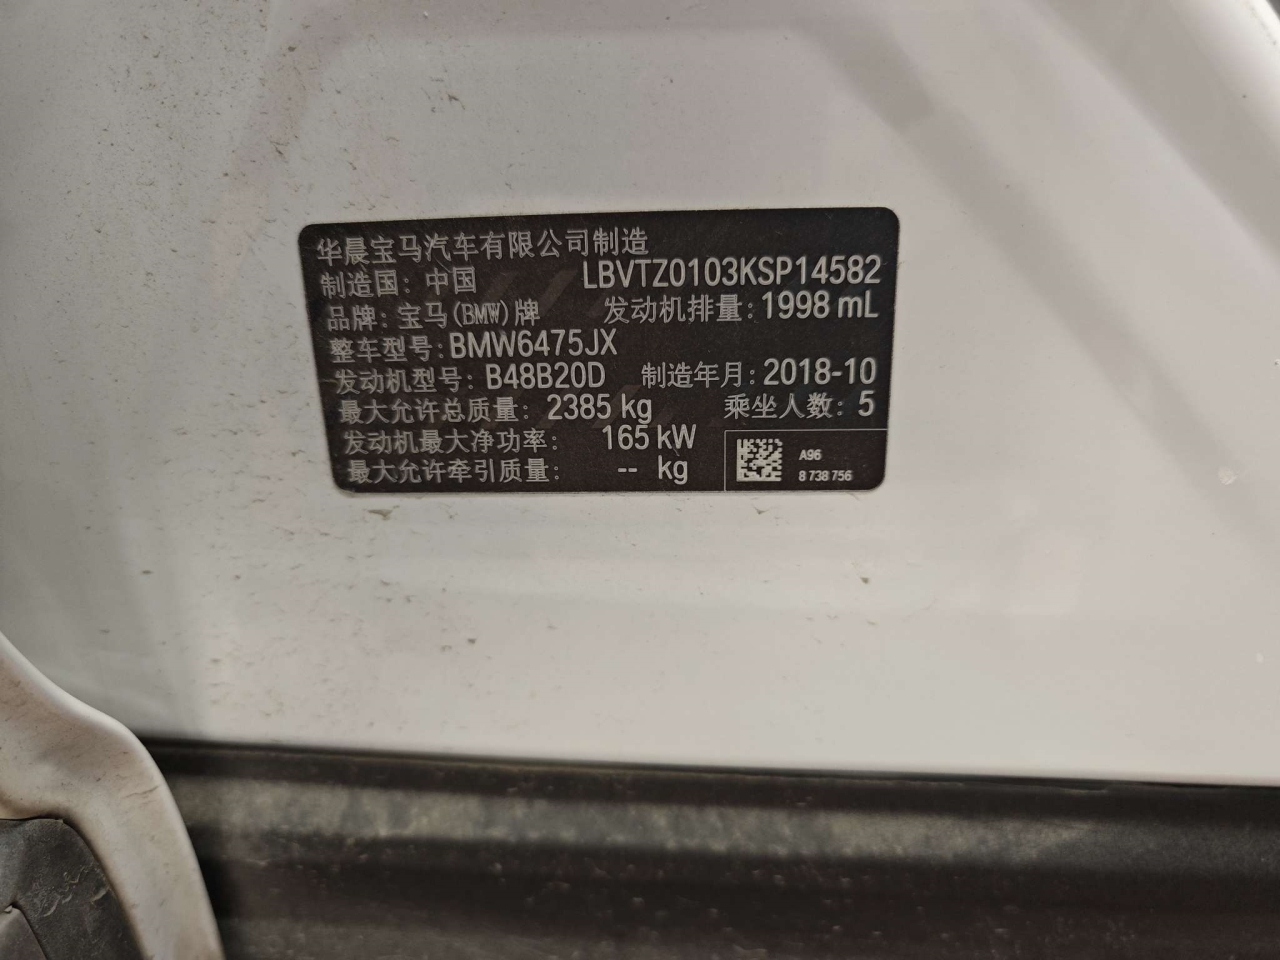 华晨宝马汽车有限公司制造
制造国: 中国 LBVTZ0103KSP14582
品牌: 宝马(BMW)牌 发动机排量: 1998 mL
整车型号: BMW6475JX
发动机型号: B48B20D 制造年月: 2018-10
最大允许总质量: 2385 kg 乘坐人数: 5
发动机最大净功率: 165 kW
最大允许牵引质量: -- kg
A96
8 738 756